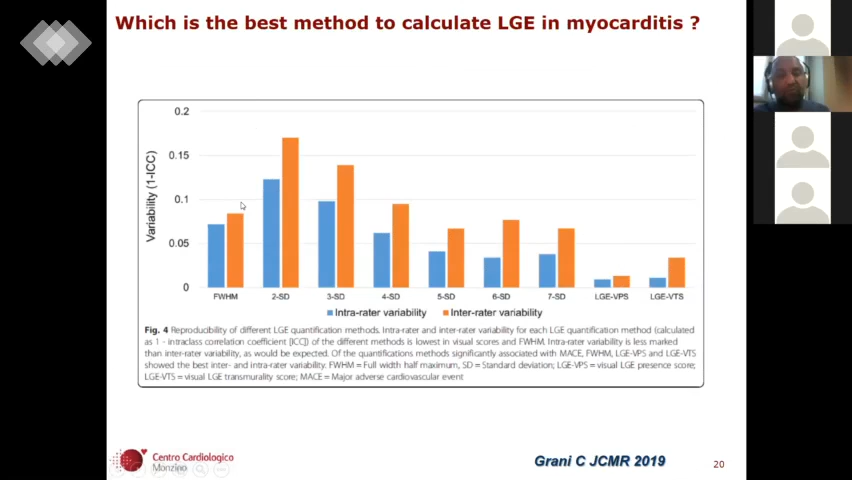 Which is the best method to calculate LGE in myocarditis ?
0.2
0.15
0.1
0.05
0
Variability (1-ICC)
FWHM 2-SD 3-SD 4-SD 5-SD 6-SD 7-SD LGE-VPS LGE-VTS
Intra-rater variability Inter-rater variability
Fig. 4 Reproducibility of different LGE quantification methods. Intra-rater and inter-rater variability for each LGE quantification method (calculated
as 1 - intraclass correlation coefficient [ICC]) of the different methods is lowest in visual scores and FWHM. Intra-rater variability is less marked
than inter-rater variability, as would be expected. Of the quantifications methods significantly associated with MACE, FWHM, LGE-VPS and LGE-VTS
showed the best inter- and intra-rater variability. FWHM = Full width half maximum, SD = Standard deviation; LGE-VPS = visual LGE presence score;
LGE-VTS = visual LGE transmurality score; MACE = Major adverse cardiovascular event
Centro Cardiologico
Monzino
Grani C JCMR 2019
20